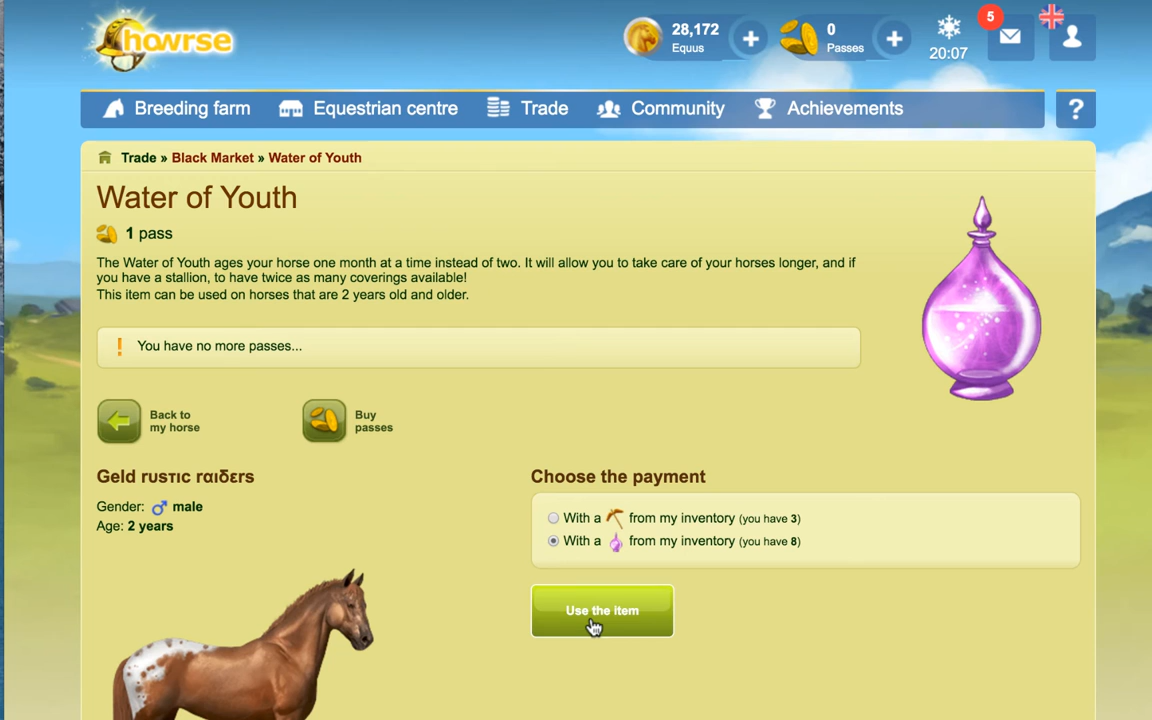 howrse
28,172
Equus
0
Passes
20:07
5
Breeding farm
Equestrian centre
Trade
Community
Achievements
?
Trade » Black Market » Water of Youth
Water of Youth
1 pass
The Water of Youth ages your horse one month at a time instead of two. It will allow you to take care of your horses longer, and if
you have a stallion, to have twice as many coverings available!
This item can be used on horses that are 2 years old and older.
! You have no more passes...
Back to
my horse
Buy
passes
Geld rusтιc rαιδεrs
Gender: ♂ male
Age: 2 years
Choose the payment
With a from my inventory (you have 3)
With a from my inventory (you have 8)
Use the item